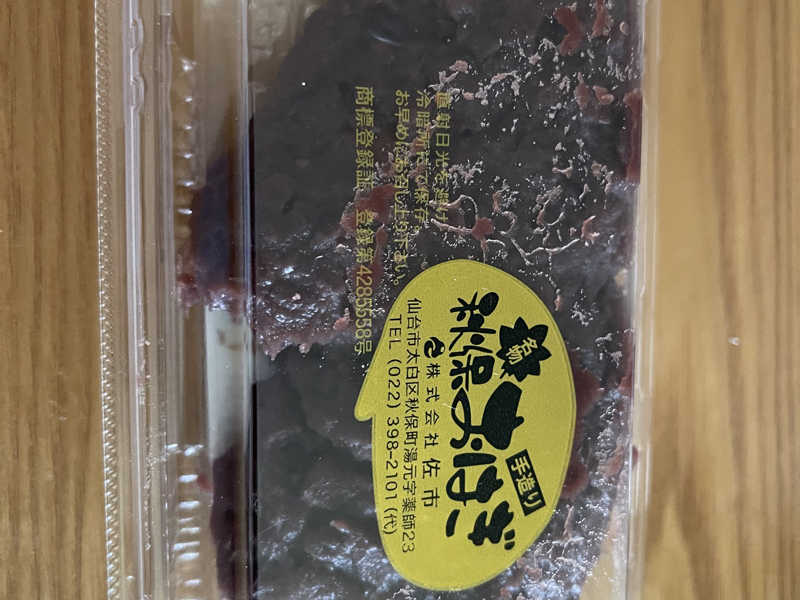 名物
秋保おはぎ
手造り
株式会社佐市
仙台市太白区秋保町湯元字薬師23
TEL (022) 398-2101 (代)
直射日光を避け
冷暗所にて保存。
お早めにお召し上がり下さい。
商標登録証 登録第4285558号